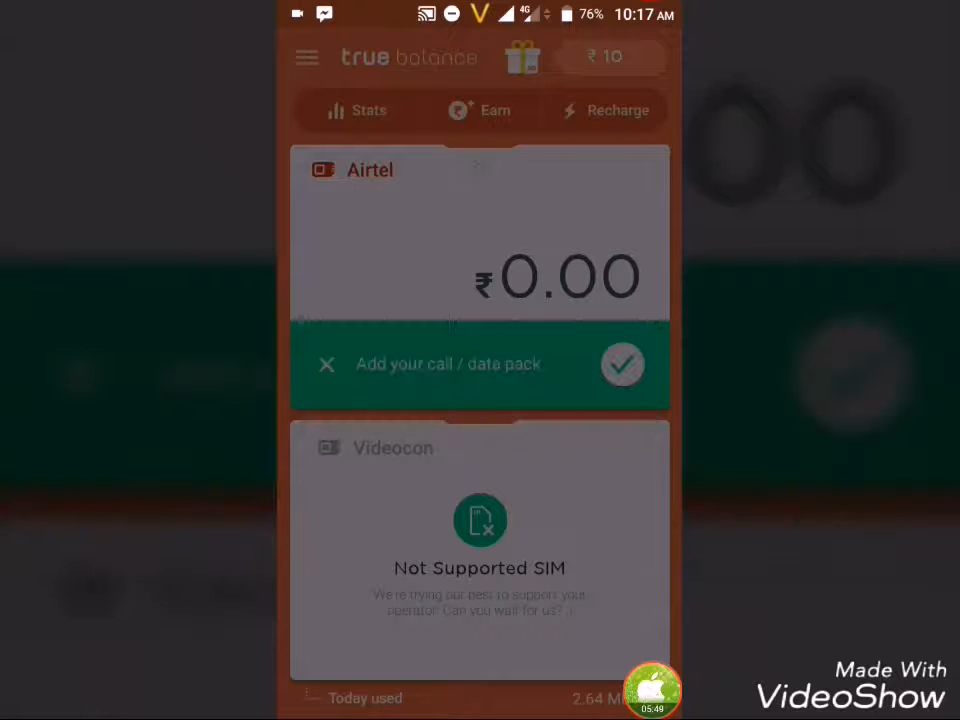 4G 76% 10:17 AM
true balance ₹ 10
Stats Earn Recharge
Airtel
₹0.00
Add your call / data pack
Videocon
Not Supported SIM
We're trying our best to support your
operator. Can you wait for us? :)
Today used 2.64
05:49
Made With
VideoShow